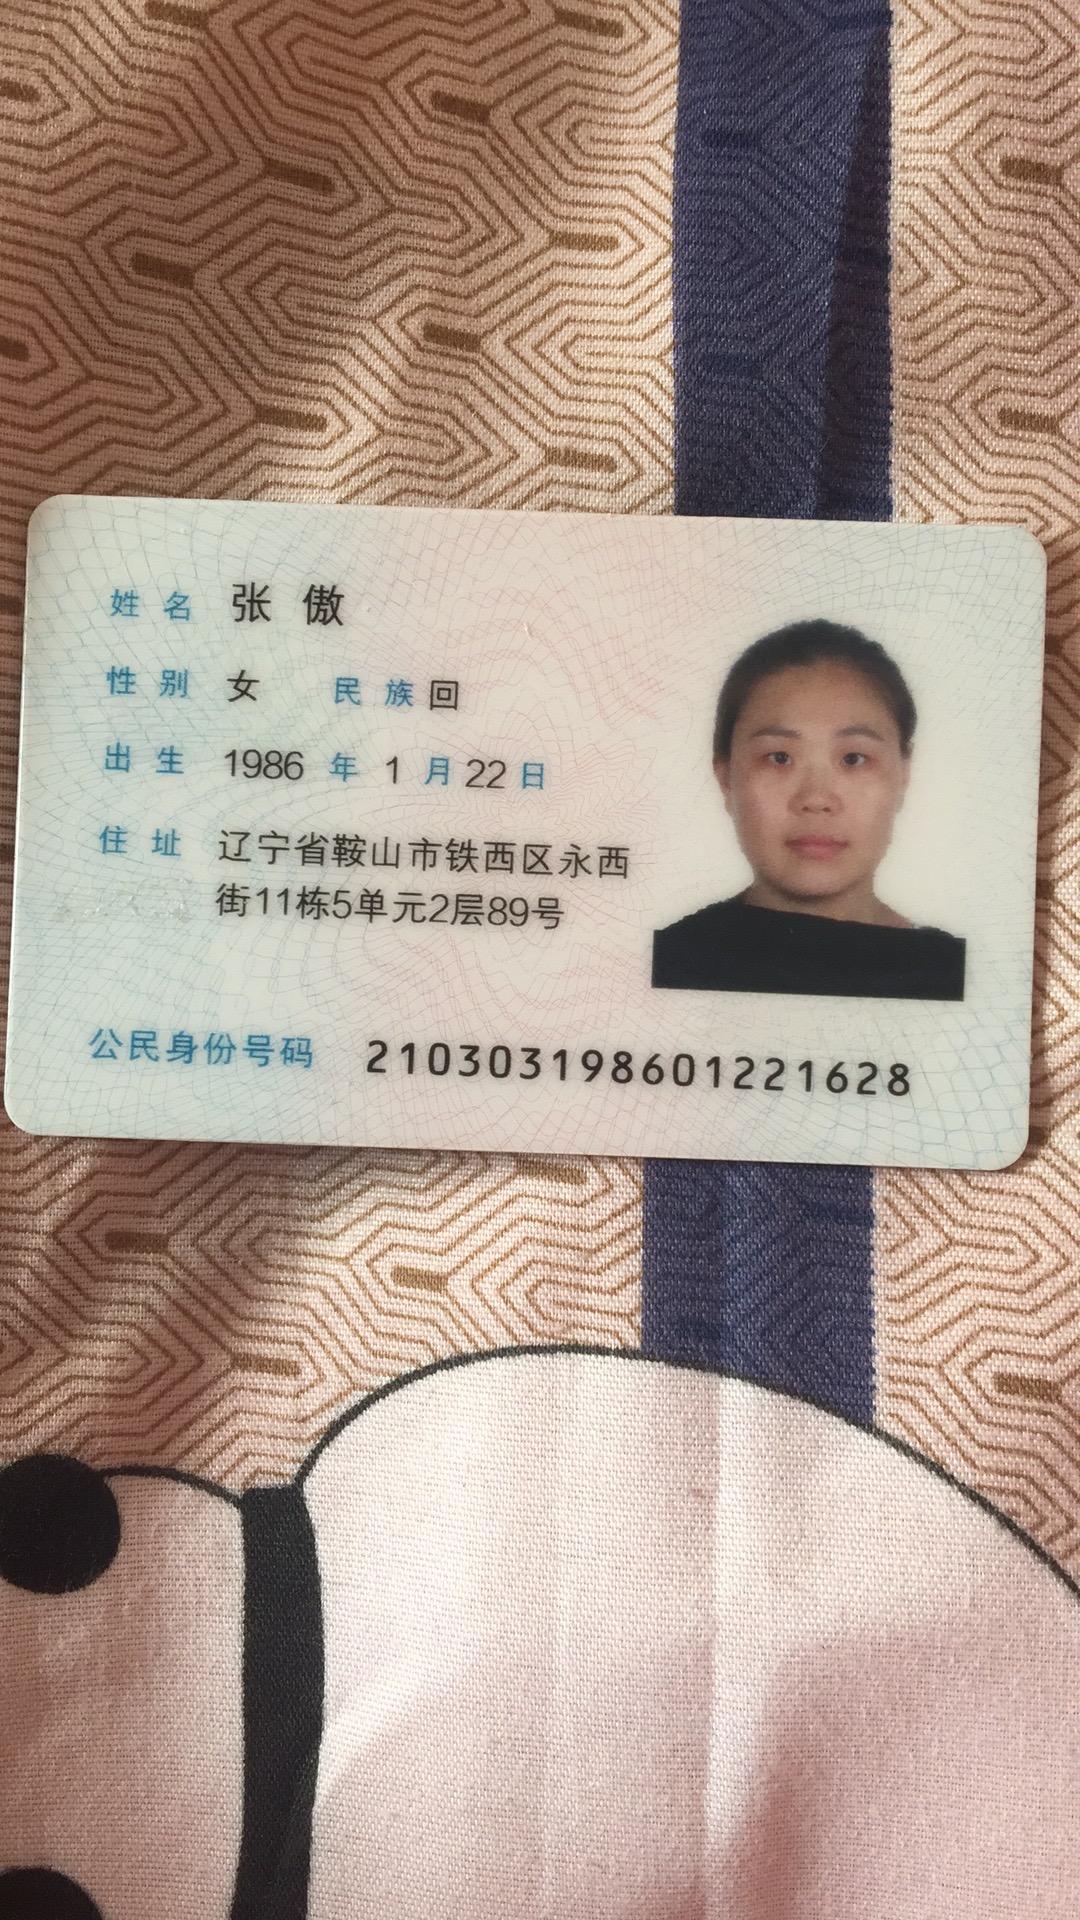 姓名 张傲
性别 女 民族 回
出生 1986 年 1 月 22 日
住址 辽宁省鞍山市铁西区永西
街11栋5单元2层89号
公民身份号码 210303198601221628